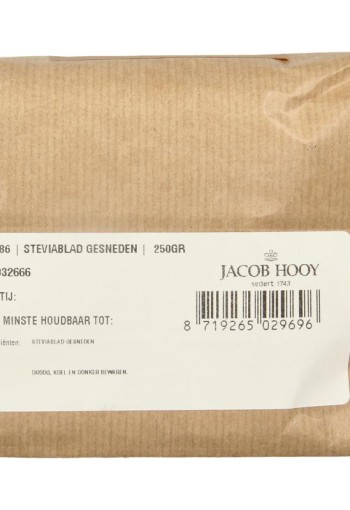 86 | STEVIABLAD GESNEDEN | 250GR
032666
TIJ:
MINSTE HOUDBAAR TOT:
iënten: STEVIABLAD GESNEDEN
KOEL EN DONKER BEWAREN.
JACOB HOOY
sedert 1743
8 719265 029696